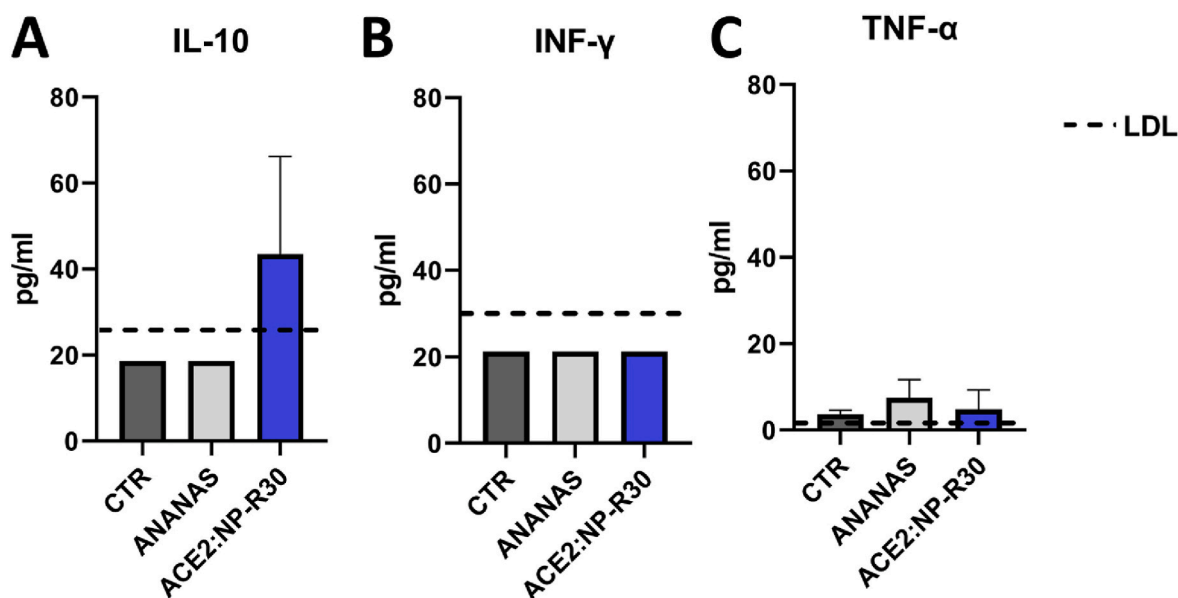 A
IL-10
pg/ml
80
60
40
20
0
CTR
ANANAS
ACE2:NP-R30
B
INF-γ
pg/ml
80
60
40
20
0
CTR
ANANAS
ACE2:NP-R30
C
TNF-α
pg/ml
80
60
40
20
0
CTR
ANANAS
ACE2:NP-R30
LDL